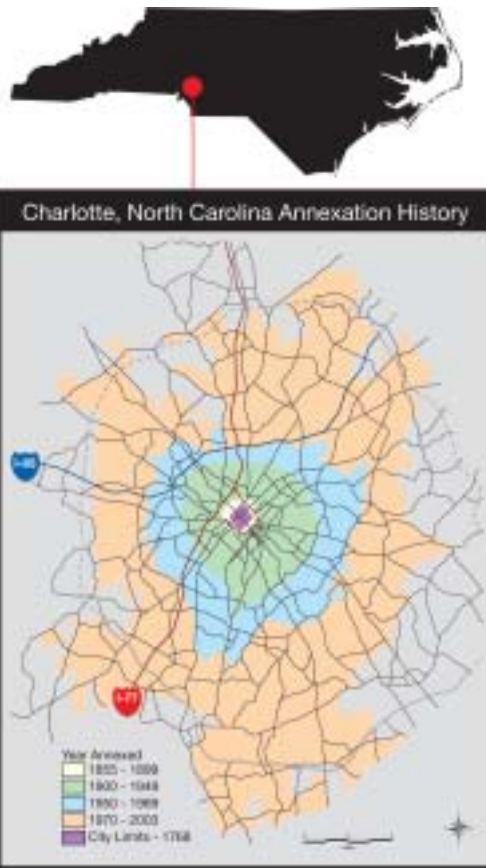 Charlotte, North Carolina Annexation History
I-85
I-77
Year Annexed
1855 - 1899
1900 - 1949
1950 - 1969
1970 - 2003
City Limits - 1768